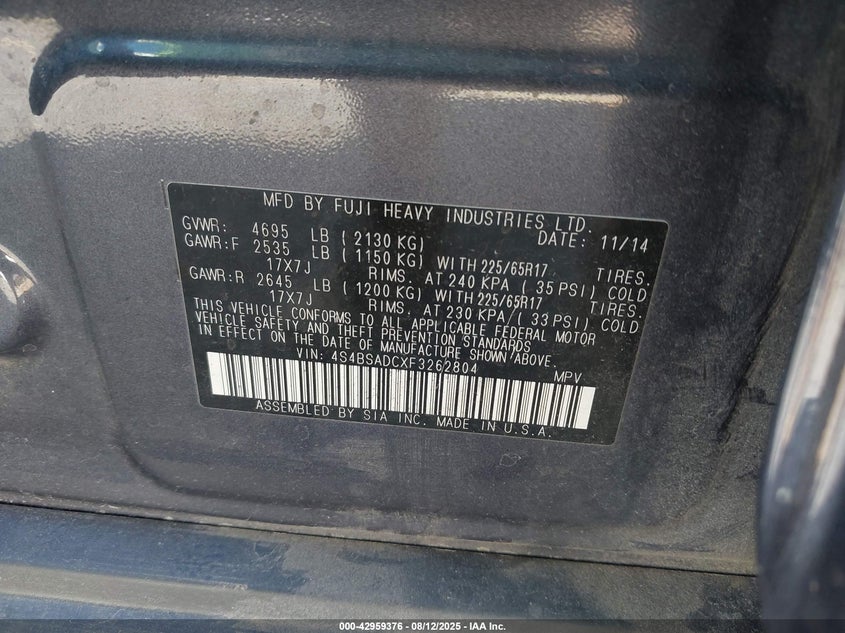 MFD BY FUJI HEAVY INDUSTRIES LTD.
GVWR: 4695 LB ( 2130 KG) DATE: 11/14
GAWR:F 2535 LB ( 1150 KG) WITH 225/65R17 TIRES.
17X7J RIMS. AT 240 KPA ( 35 PSI) COLD
GAWR:R 2645 LB ( 1200 KG) WITH 225/65R17 TIRES.
17X7J RIMS. AT 230 KPA ( 33 PSI) COLD
THIS VEHICLE CONFORMS TO ALL APPLICABLE FEDERAL MOTOR
VEHICLE SAFETY AND THEFT PREVENTION STANDARDS
IN EFFECT ON THE DATE OF MANUFACTURE SHOWN ABOVE.
VIN: 4S4BSADCXF3262804 MPV
ASSEMBLED BY SIA INC. MADE IN U.S.A.
000-42959376 - 08/12/2025 - IAA Inc.